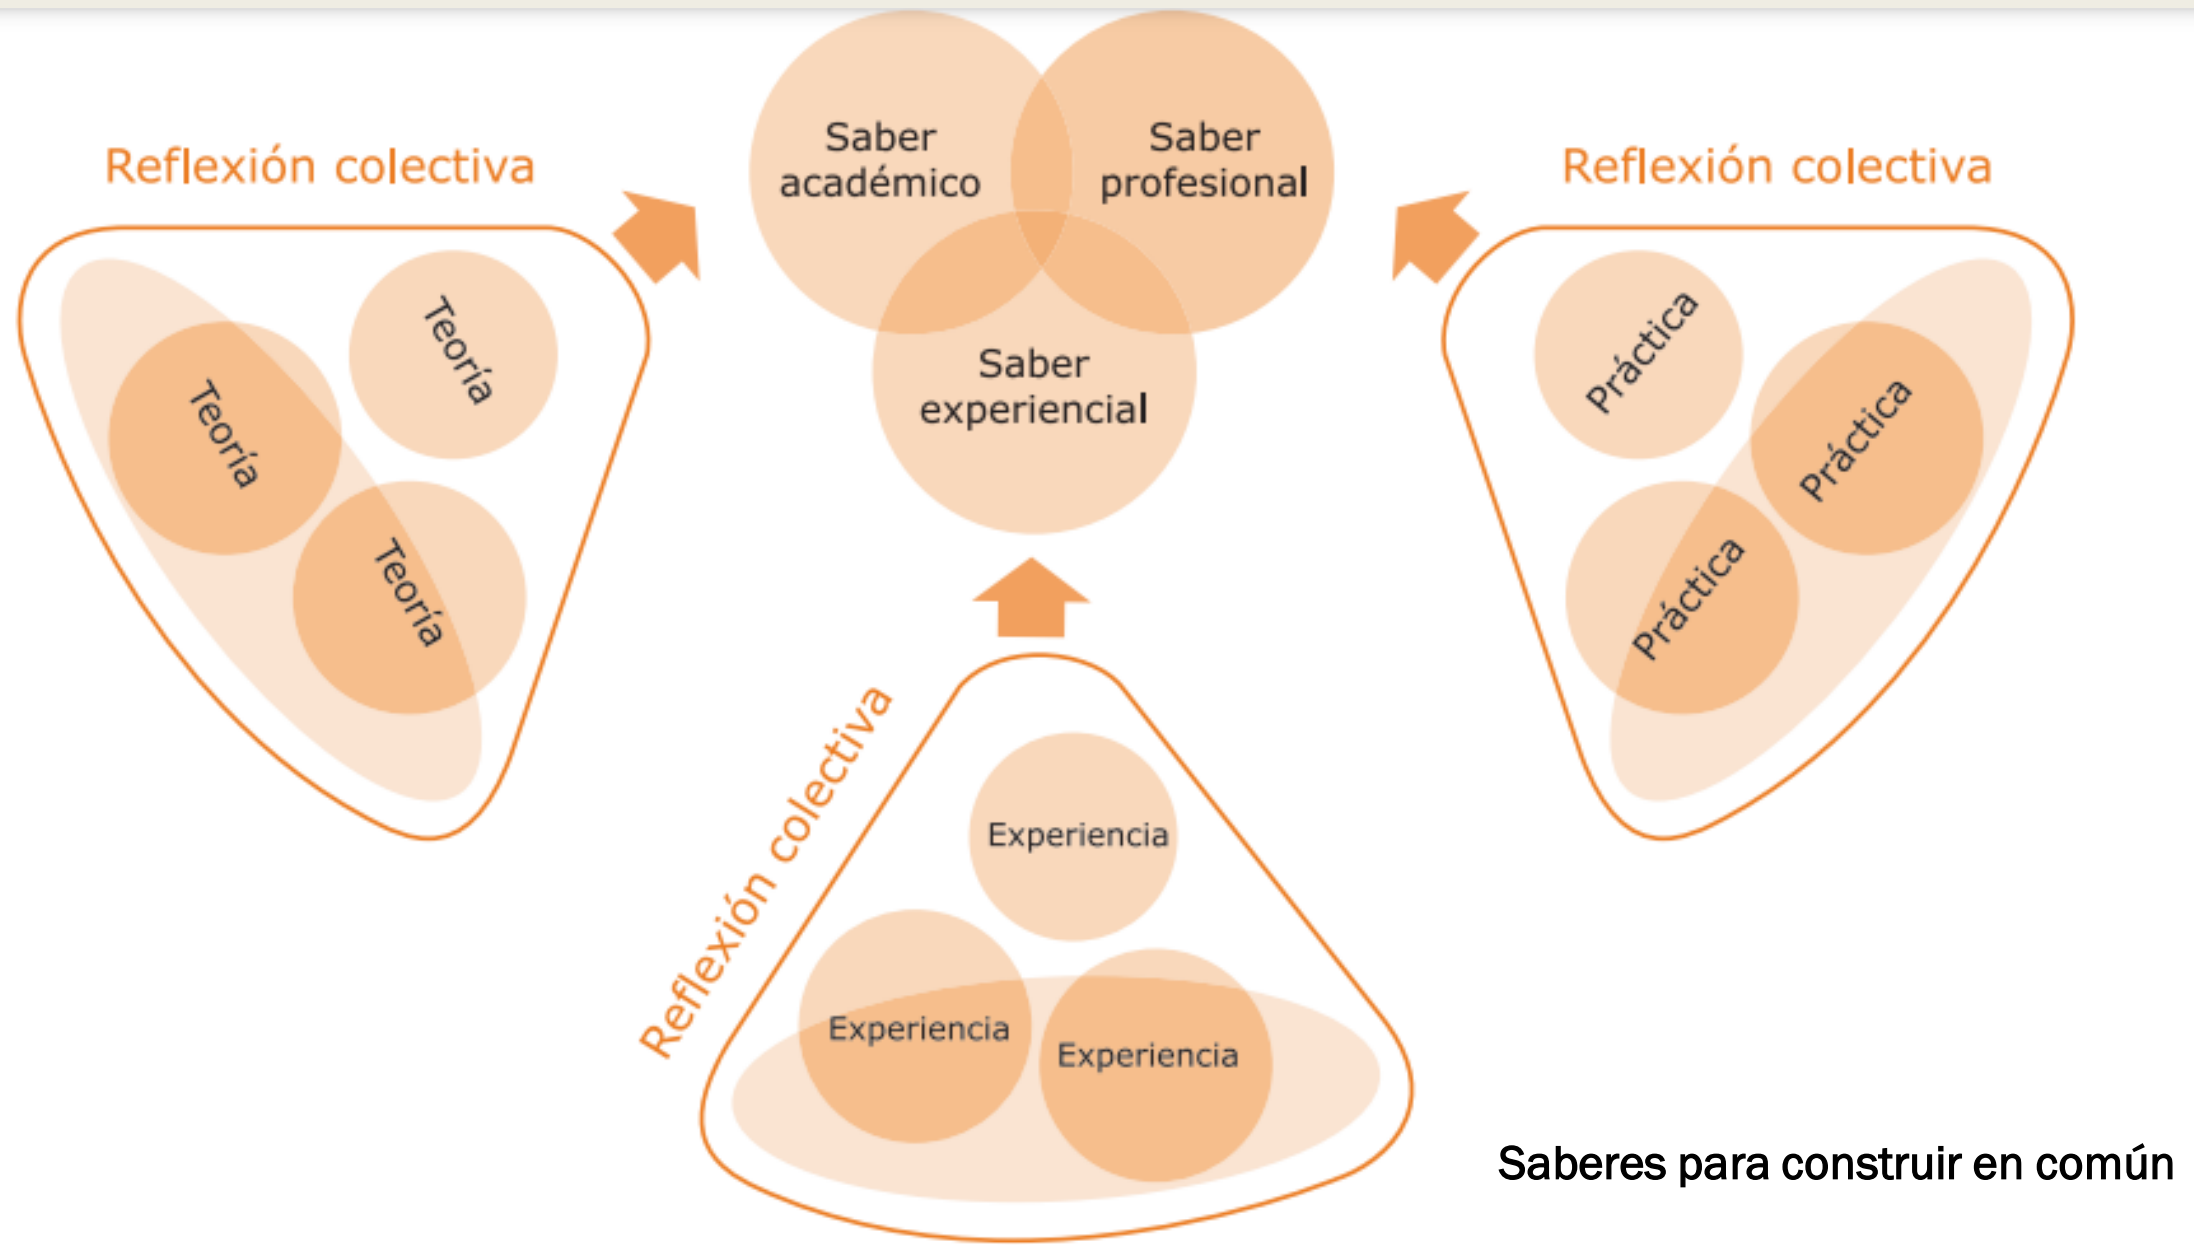 Reflexión colectiva
Teoría
Teoría
Teoría
Saber
académico
Saber
profesional
Saber
experiencial
Reflexión colectiva
Práctica
Práctica
Práctica
Reflexión colectiva
Experiencia
Experiencia
Experiencia
Saberes para construir en común